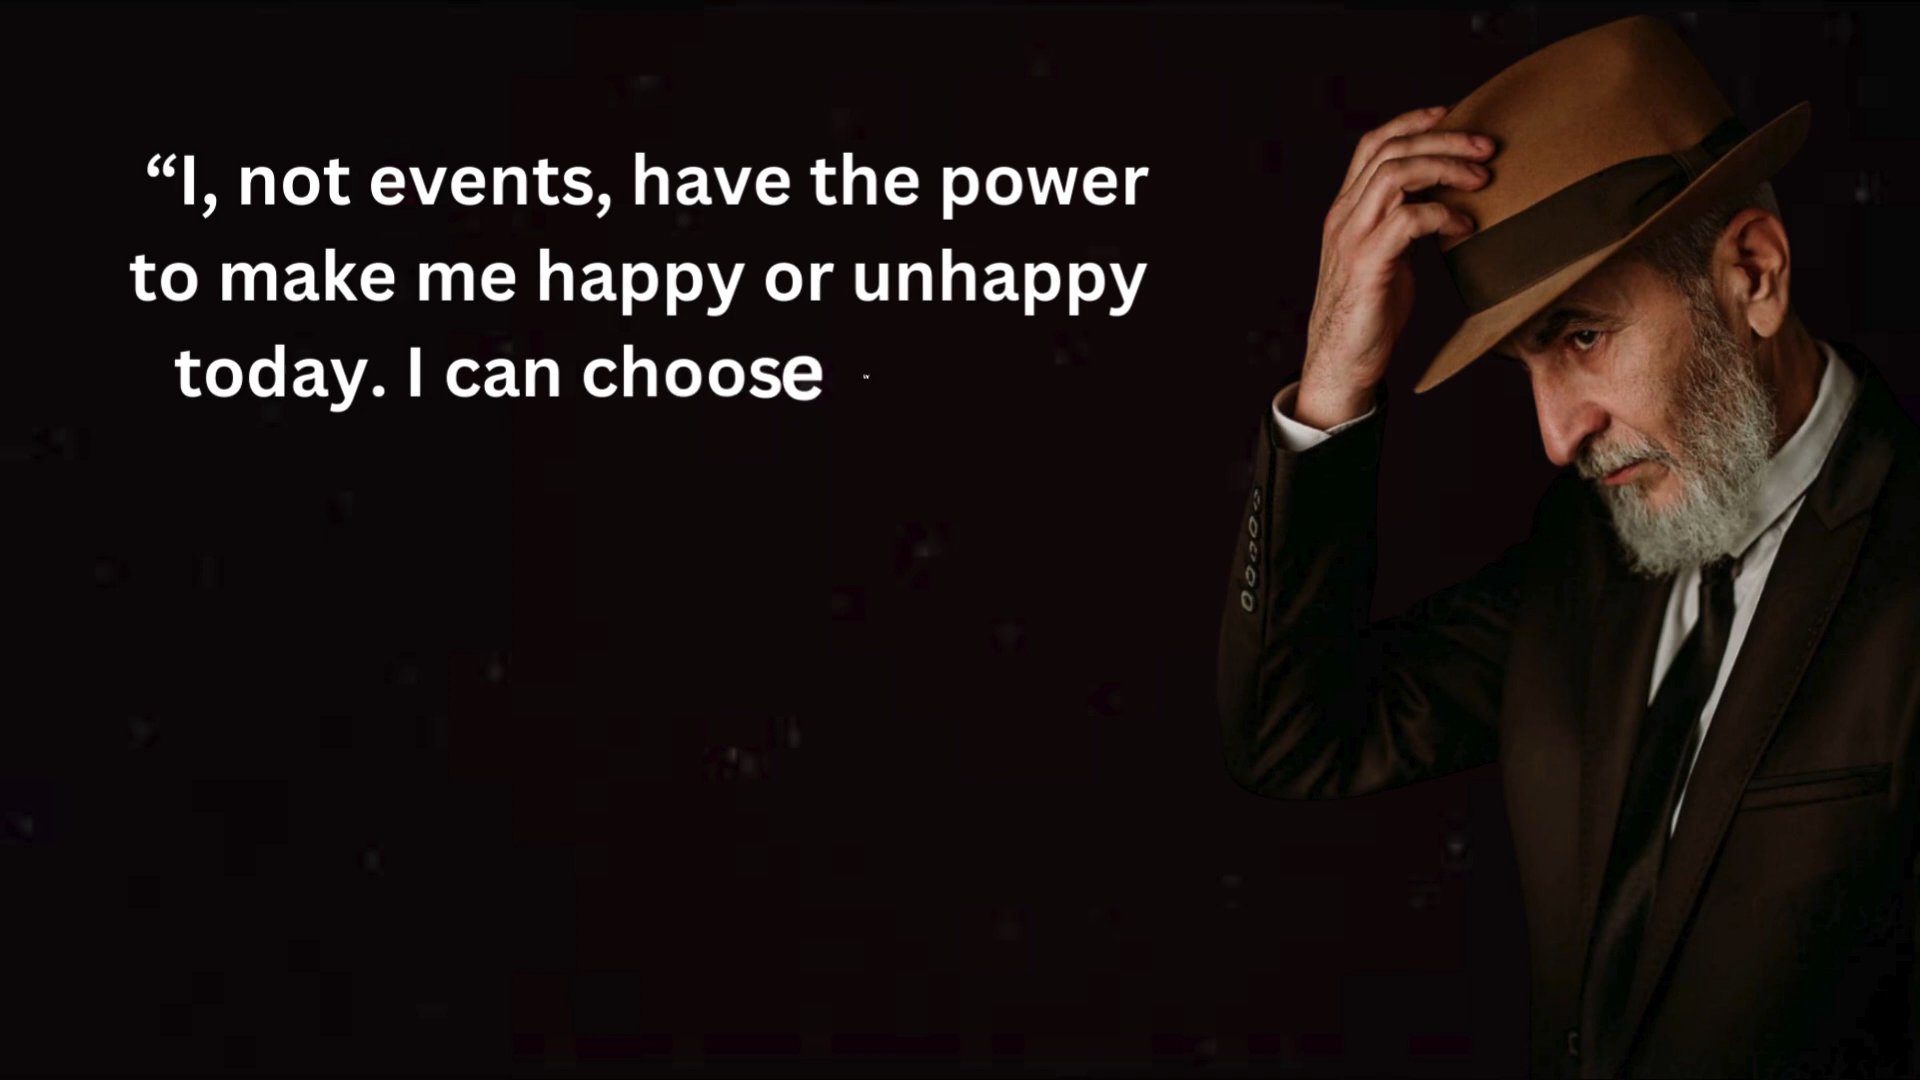 “I, not events, have the power
to make me happy or unhappy
today. I can choose